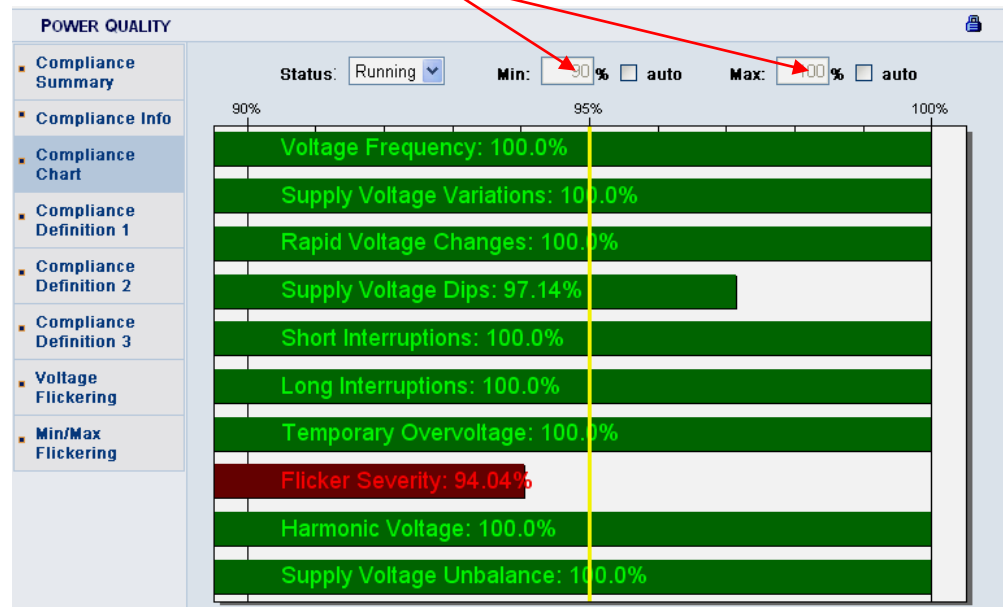 POWER QUALITY
Compliance
Summary
Compliance Info
Compliance
Chart
Compliance
Definition 1
Compliance
Definition 2
Compliance
Definition 3
Voltage
Flickering
Min/Max
Flickering
Status: Running Min: 90 % auto Max: 100 % auto
90% 95% 100%
Voltage Frequency: 100.0%
Supply Voltage Variations: 100.0%
Rapid Voltage Changes: 100.0%
Supply Voltage Dips: 97.14%
Short Interruptions: 100.0%
Long Interruptions: 100.0%
Temporary Overvoltage: 100.0%
Flicker Severity: 94.04%
Harmonic Voltage: 100.0%
Supply Voltage Unbalance: 100.0%